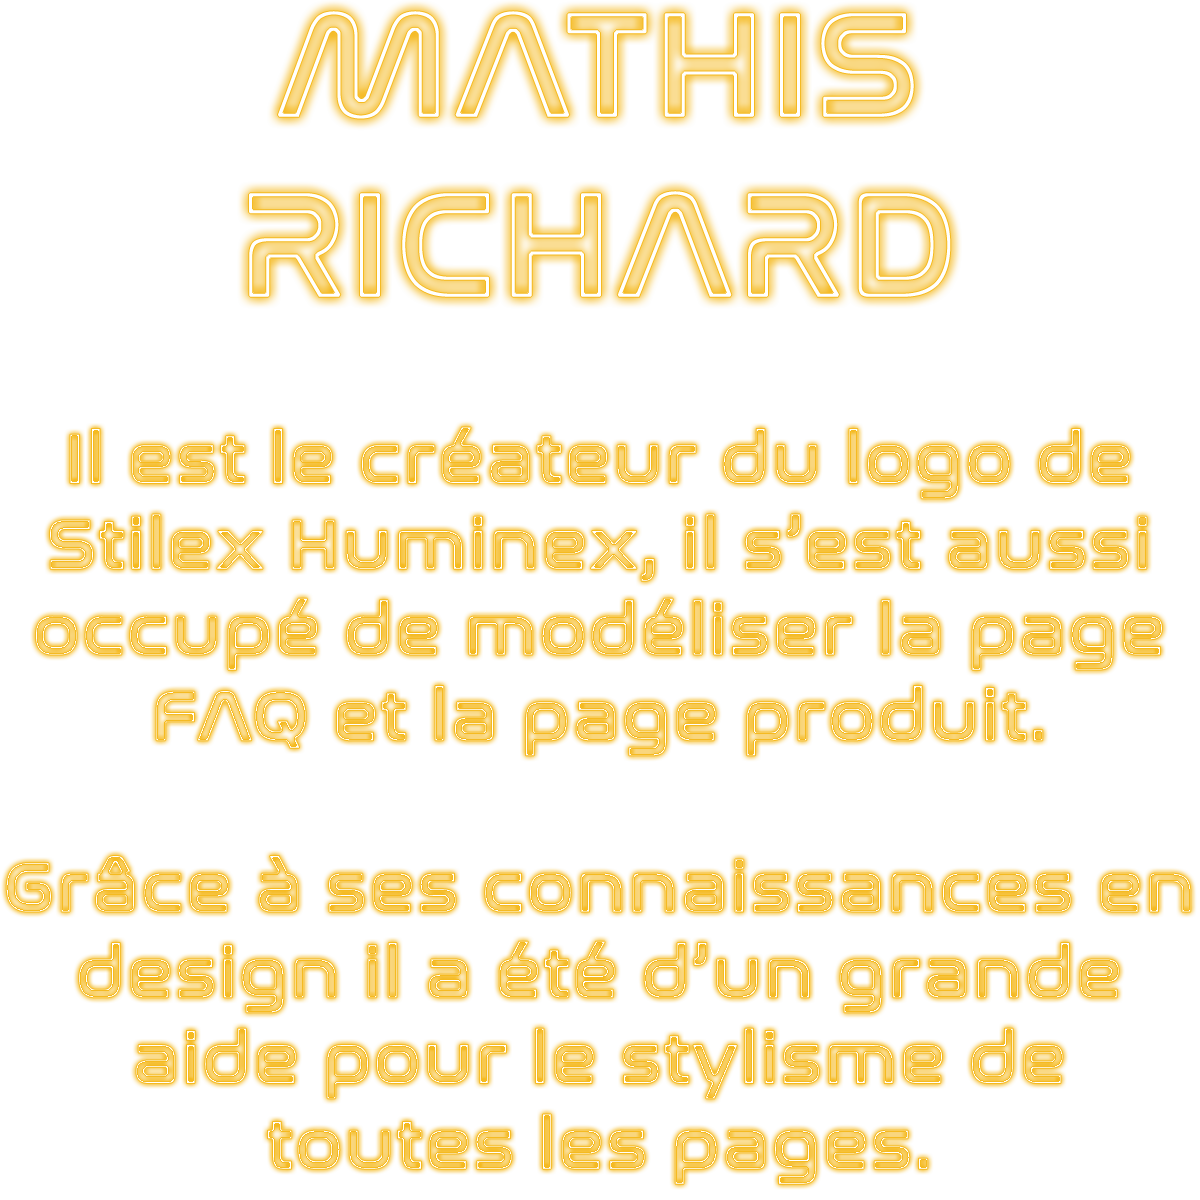 MATHIS
RICHARD
Il est le créateur du logo de
Stilex Huminex, il s’est aussi
occupé de modéliser la page
FAQ et la page produit.
Grâce à ses connaissances en
design il a été d’un grande
aide pour le stylisme de
toutes les pages.